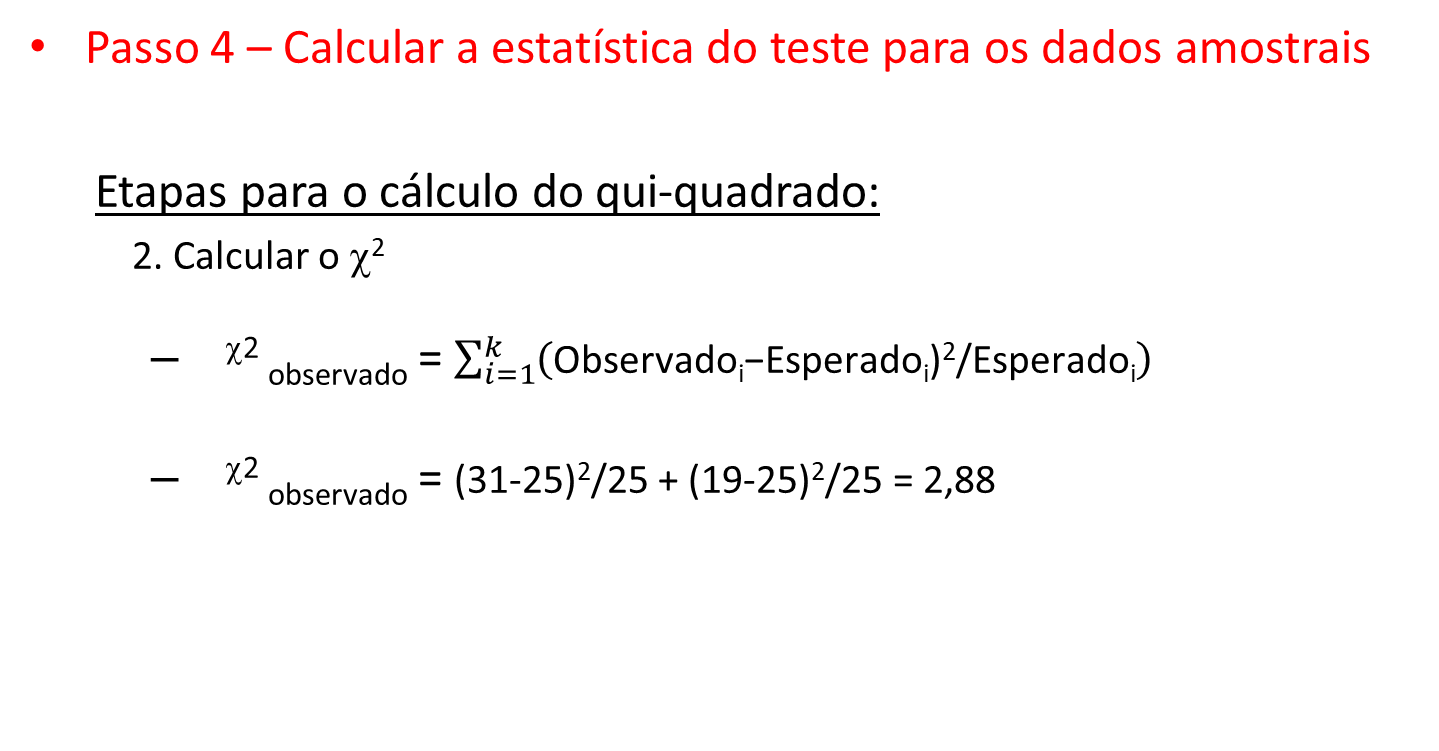 • Passo 4 – Calcular a estatística do teste para os dados amostrais
Etapas para o cálculo do qui-quadrado:
2. Calcular o χ²
– χ2 observado = ∑ᵏᵢ₌₁(Observadoᵢ–Esperadoᵢ)²/Esperadoᵢ)
– χ2 observado = (31-25)²/25 + (19-25)²/25 = 2,88